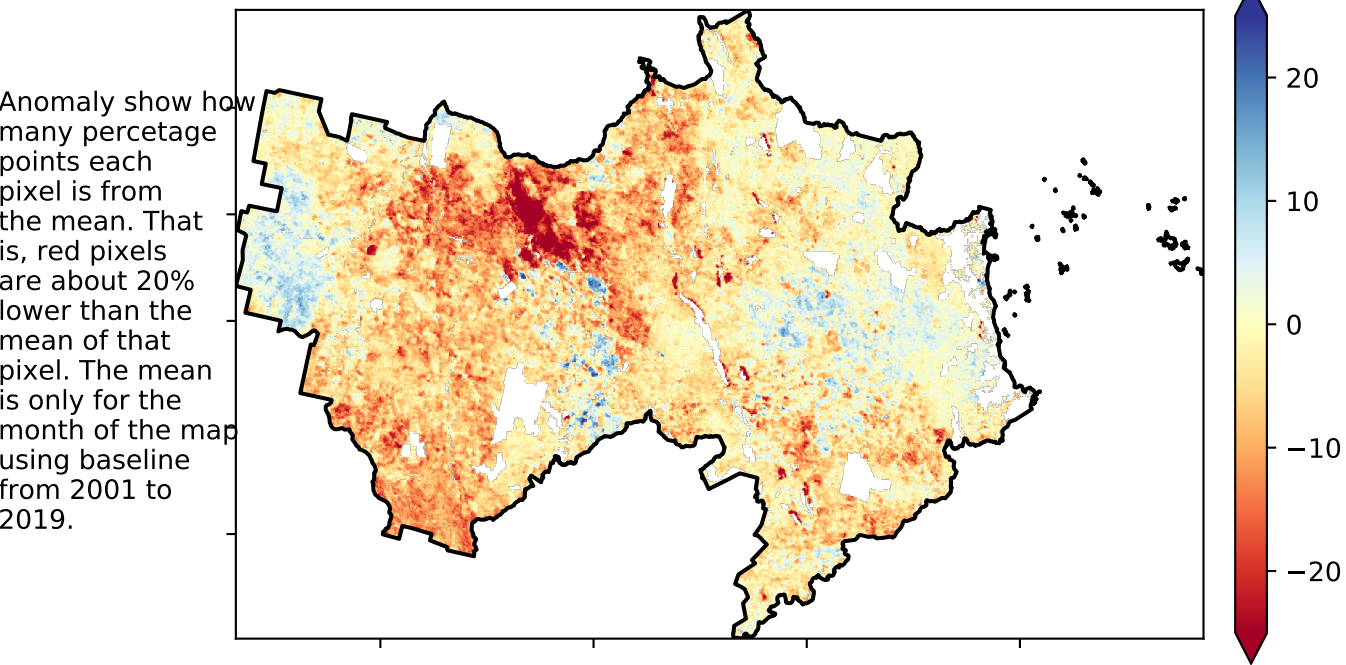 Anomaly show how
many percetage
points each
pixel is from
the mean. That
is, red pixels
are about 20%
lower than the
mean of that
pixel. The mean
is only for the
month of the map
using baseline
from 2001 to
2019.
20
10
0
−10
−20